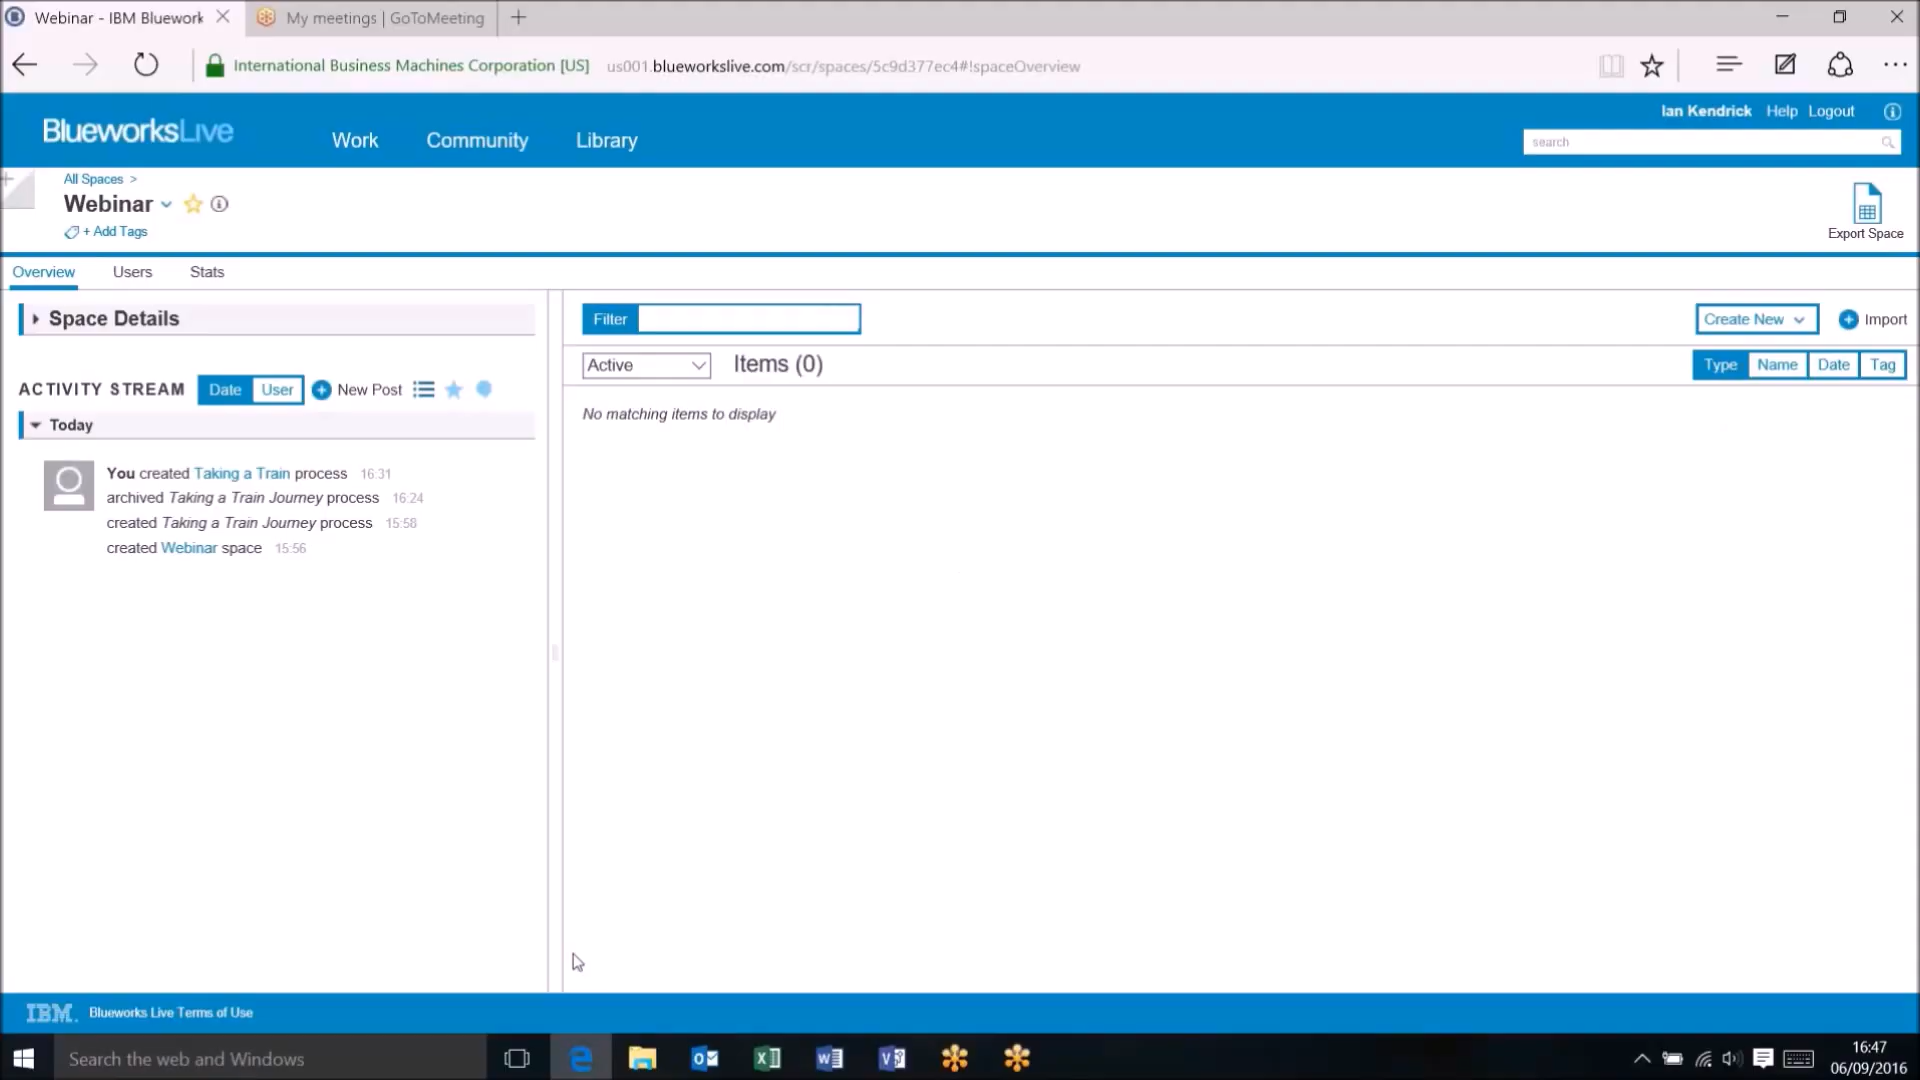 Webinar - IBM Bluework
My meetings | GoToMeeting
International Business Machines Corporation [US] us001.blueworkslive.com/scr/spaces/5c9d377ec4#!spaceOverview
Ian Kendrick Help Logout
BlueworksLive Work Community Library
search
All Spaces >
Webinar
+ Add Tags
Export Space
Overview Users Stats
Space Details
Filter
Create New
Import
Active
Items (0)
Type Name Date Tag
No matching items to display
ACTIVITY STREAM Date User New Post
Today
You created Taking a Train process 16:31
archived Taking a Train Journey process 16:24
created Taking a Train Journey process 15:58
created Webinar space 15:56
IBM. Blueworks Live Terms of Use
Search the web and Windows
16:47
06/09/2016